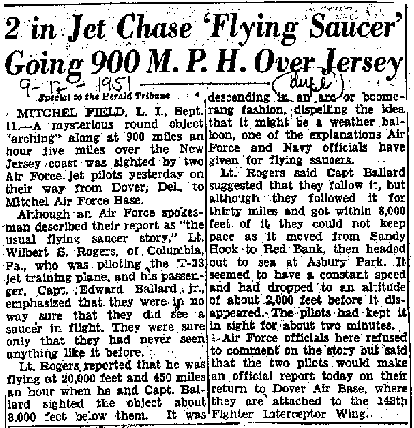 2 in Jet Chase 'Flying Saucer'
Going 900 M. P. H. Over Jersey
9-12-1951
(dupe)
Special to the Herald Tribune
MITCHEL FIELD, L. I., Sept.
11.—A mysterious round object
"arching" along at 900 miles an
hour five miles over the New
Jersey coast was sighted by two
Air Force jet pilots yesterday on
their way from Dover, Del., to
Mitchel Air Force Base.
Although an Air Force spokes-
man described their report as "the
usual flying saucer story," Lt.
Wilbert S. Rogers, of Columbia,
Pa., who was piloting the T-33
jet training plane, and his passen-
ger, Capt. Edward Ballard jr.,
emphasized that they were in no
way sure that they did see a
saucer in flight. They were sure
only that they had never seen
anything like it before.
Lt. Rogers reported that he was
flying at 20,000 feet and 450 miles
an hour when he and Capt. Bal-
lard sighted the object about
8,000 feet below them. It was
descending in an arc or boome-
rang fashion, dispelling the idea
that it might be a weather bal-
loon, one of the explanations Air
Force and Navy officials have
given for flying saucers.
Lt. Rogers said Capt Ballard
suggested that they follow it, but
although they followed it for
thirty miles and got within 8,000
feet of it they could not keep
pace as it moved from Sandy
Hook to Red Bank, then headed
out to sea at Asbury Park. It
seemed to have a constant speed
and had dropped to an altitude
of about 2,000 feet before it dis-
appeared. The pilots had kept it
in sight for about two minutes.
Air Force officials here refused
to comment on the story but said
that the two pilots would make
an official report today on their
return to Dover Air Base, where
they are attached to the 148th
Fighter Interceptor Wing.